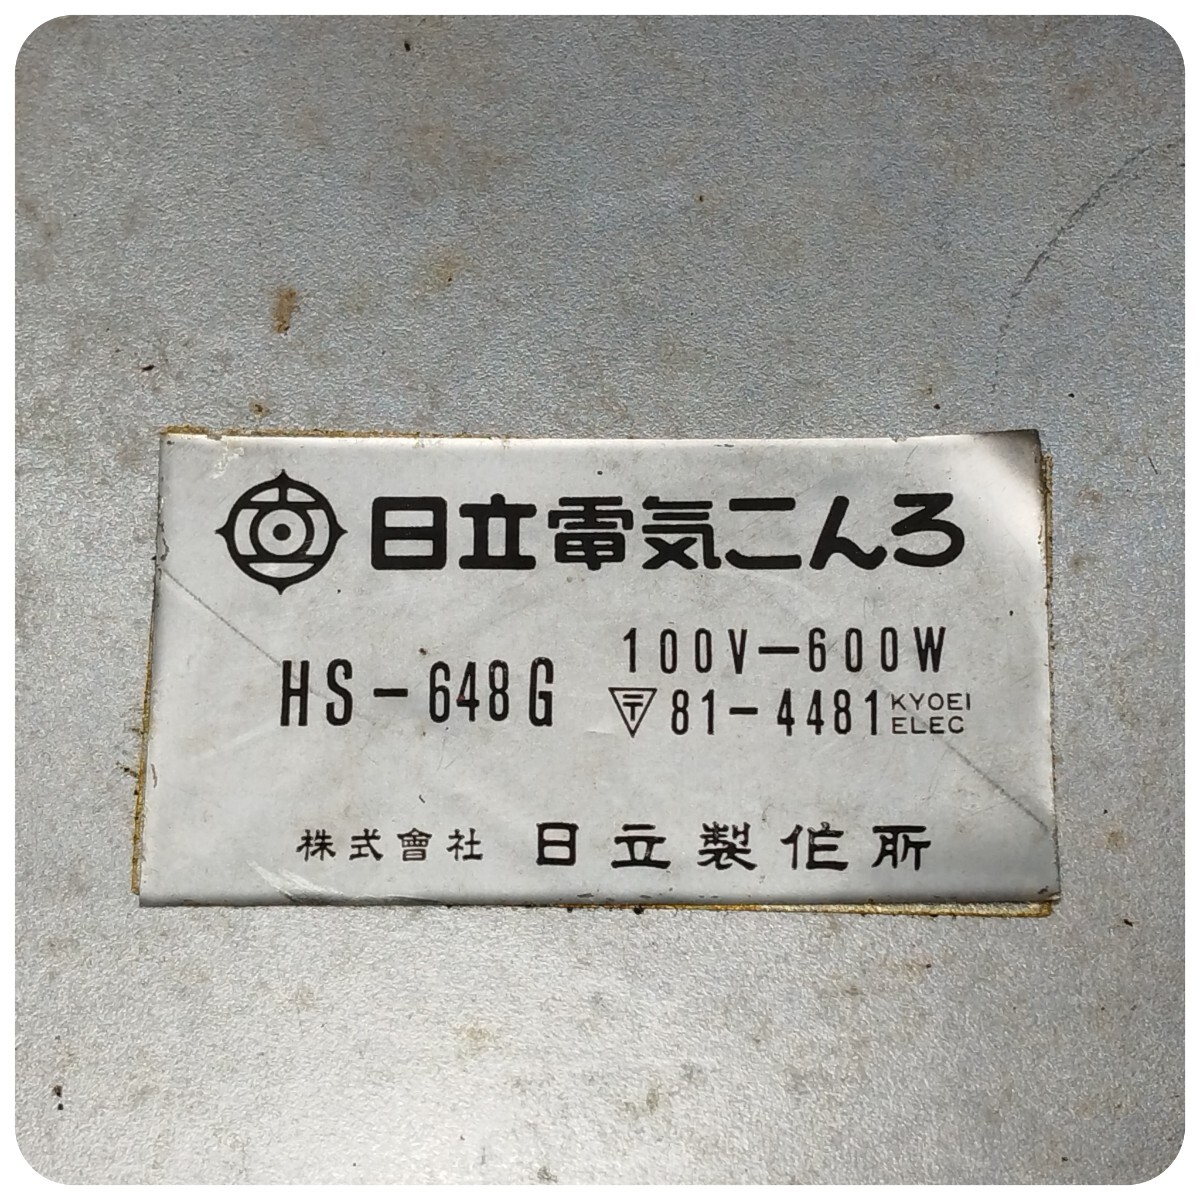 日立電気こんろ
HS-648G
100V-600W
〒81-4481 KYOEI ELEC
株式會社 日立製作所